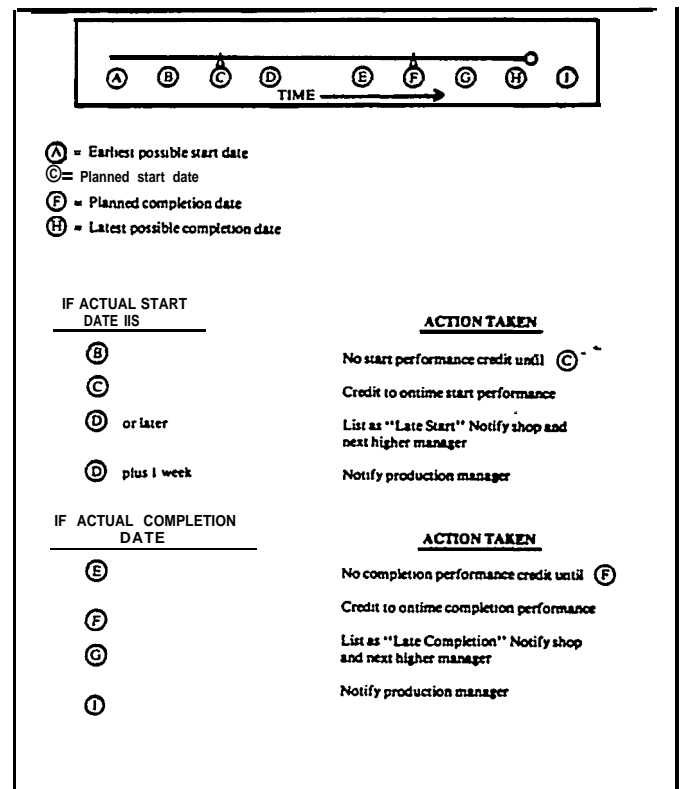 Ⓐ Ⓑ Ⓒ Ⓓ Ⓔ Ⓕ Ⓖ Ⓗ Ⓘ
TIME
Ⓐ = Earliest possible start date
Ⓒ= Planned start date
Ⓕ = Planned completion date
Ⓗ = Latest possible completion date
IF ACTUAL START
DATE IIS
ACTION TAKEN
Ⓑ No start performance credit until Ⓒ
Ⓒ Credit to ontime start performance
Ⓓ or later List as "Late Start" Notify shop and
next higher manager
Ⓓ plus 1 week Notify production manager
IF ACTUAL COMPLETION
DATE
ACTION TAKEN
Ⓔ No completion performance credit until Ⓕ
Ⓕ Credit to ontime completion performance
Ⓖ List as "Late Completion" Notify shop
and next higher manager
Ⓘ Notify production manager